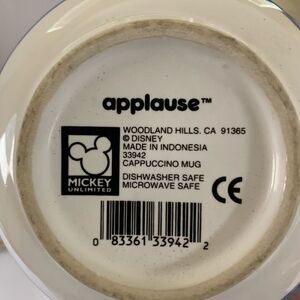 applause™
WOODLAND HILLS, CA 91365
© DISNEY
MADE IN INDONESIA
33942
CAPPUCCINO MUG
MICKEY
UNLIMITED
DISHWASHER SAFE
MICROWAVE SAFE
CE
0 83361 33942 2